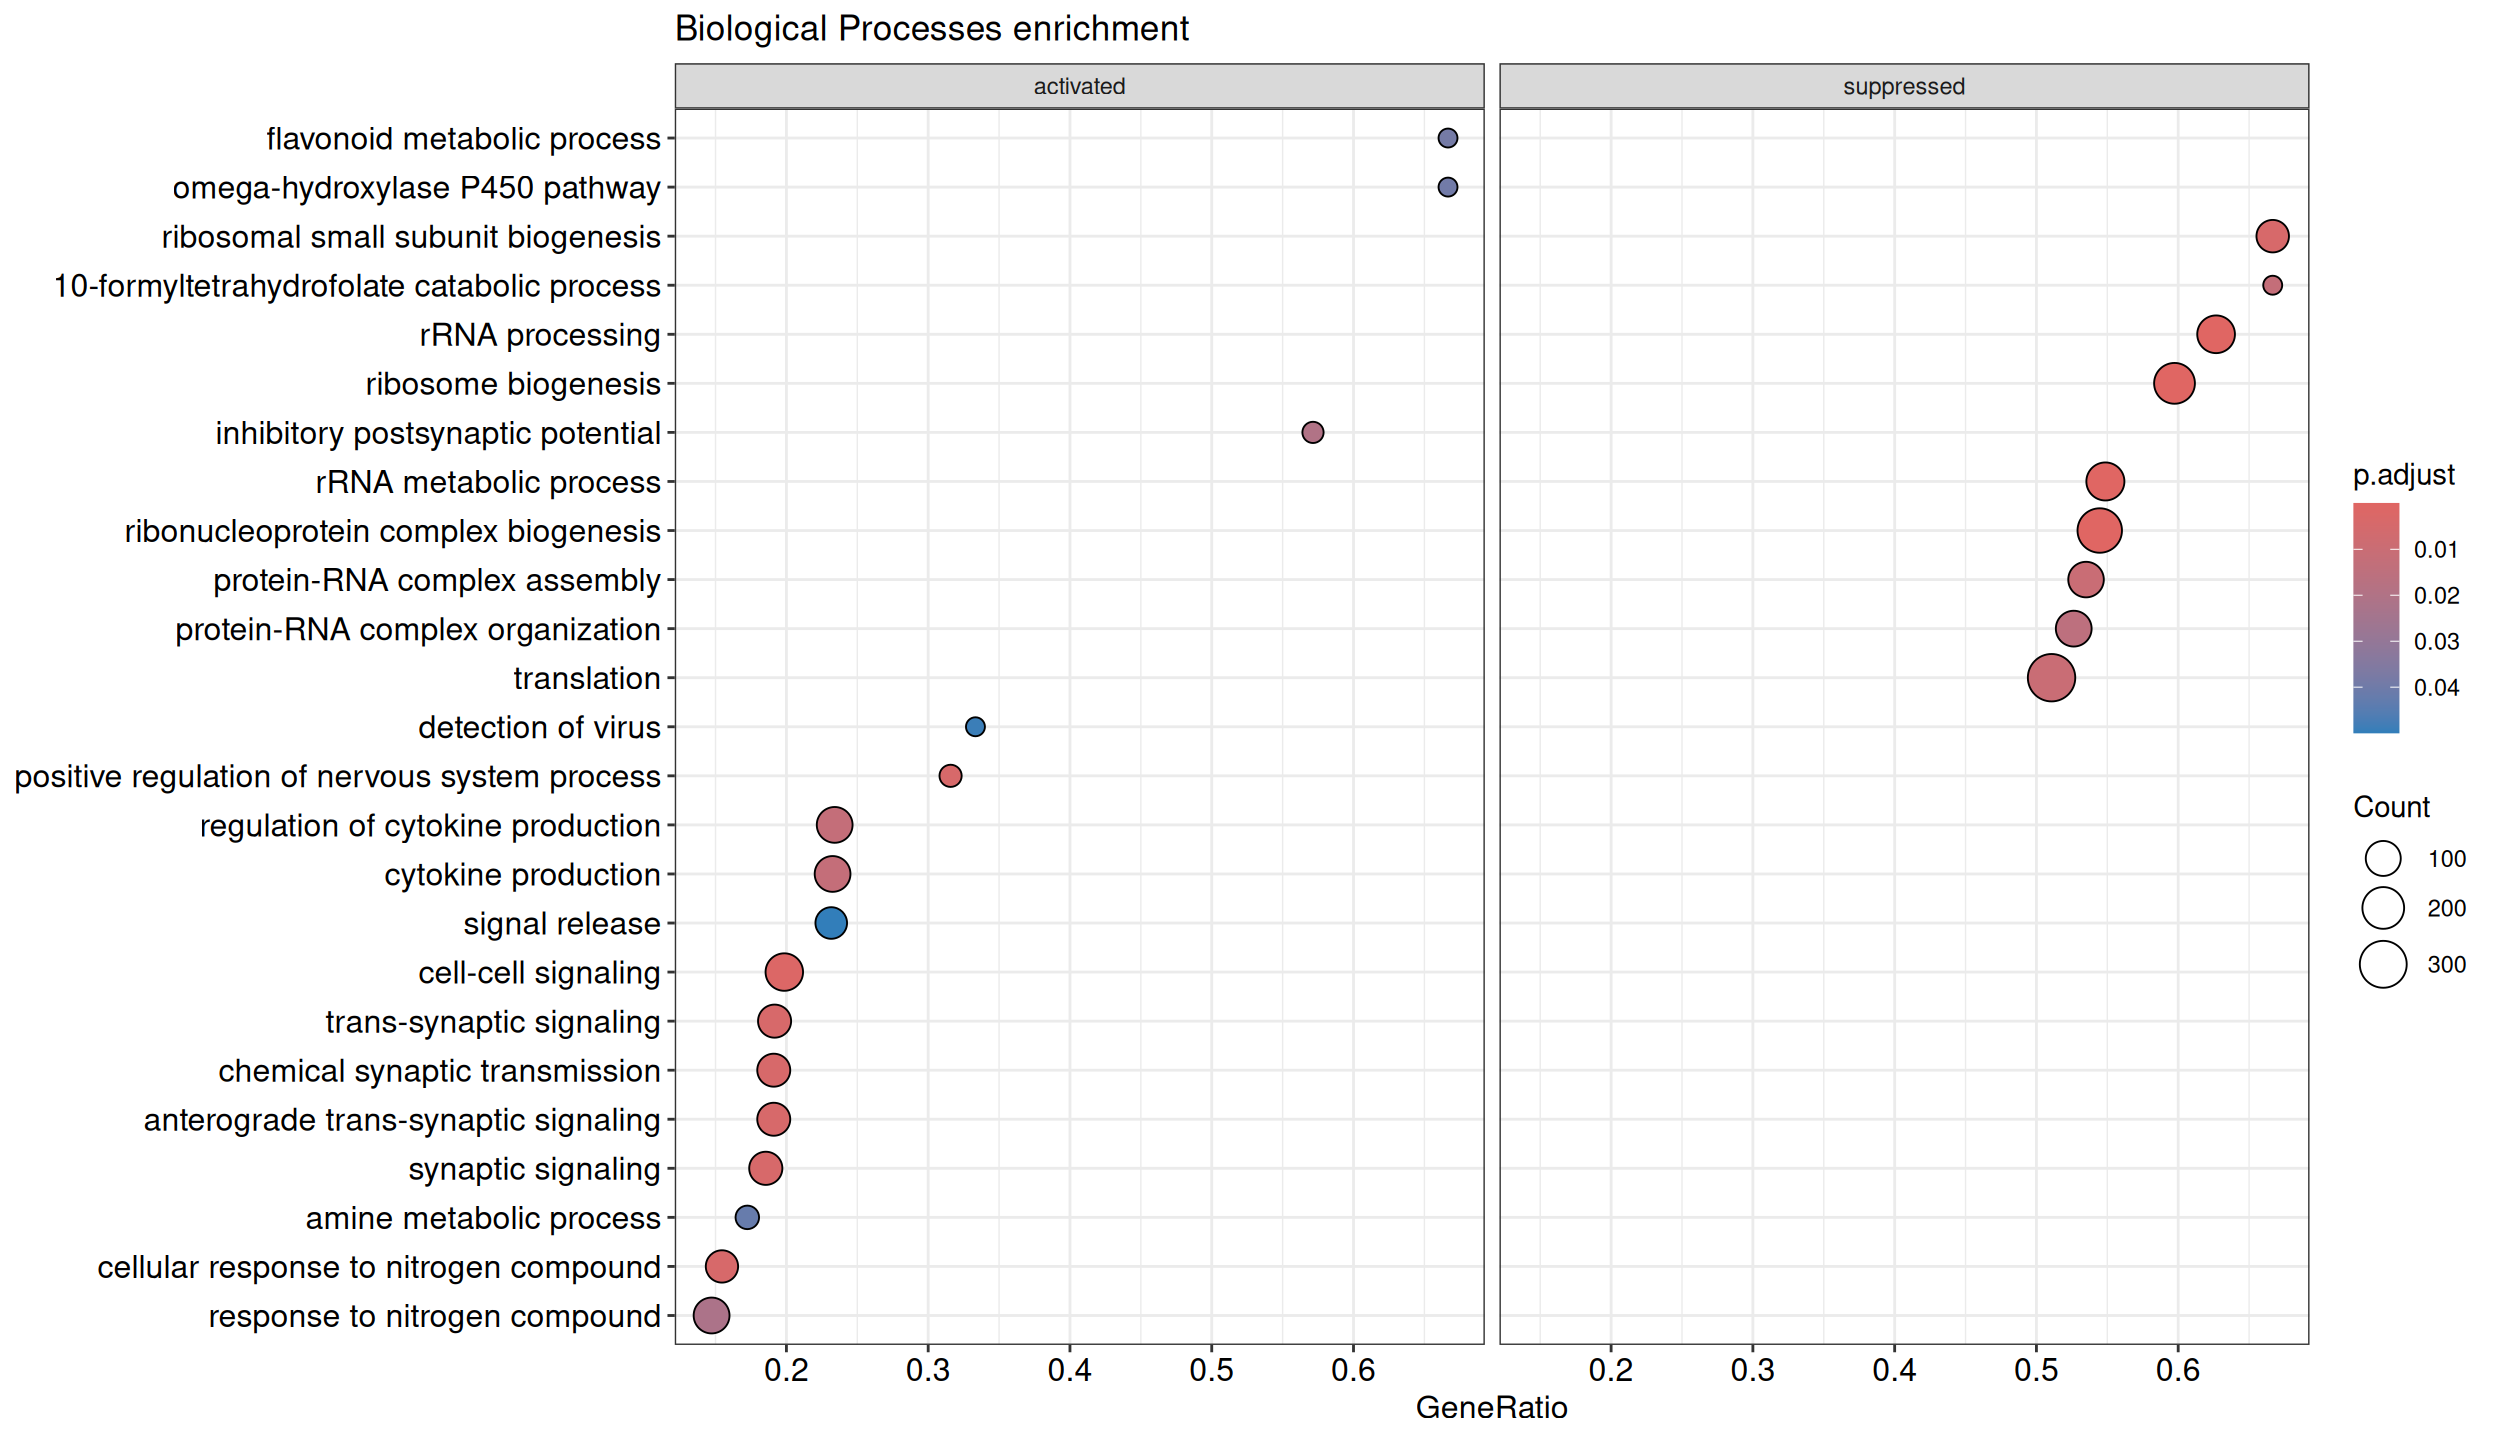 Biological Processes enrichment
activated
suppressed
flavonoid metabolic process
omega-hydroxylase P450 pathway
ribosomal small subunit biogenesis
10-formyltetrahydrofolate catabolic process
rRNA processing
ribosome biogenesis
inhibitory postsynaptic potential
rRNA metabolic process
ribonucleoprotein complex biogenesis
protein-RNA complex assembly
protein-RNA complex organization
translation
detection of virus
positive regulation of nervous system process
regulation of cytokine production
cytokine production
signal release
cell-cell signaling
trans-synaptic signaling
chemical synaptic transmission
anterograde trans-synaptic signaling
synaptic signaling
amine metabolic process
cellular response to nitrogen compound
response to nitrogen compound
0.2 0.3 0.4 0.5 0.6
0.2 0.3 0.4 0.5 0.6
GeneRatio
p.adjust
0.01
0.02
0.03
0.04
Count
100
200
300